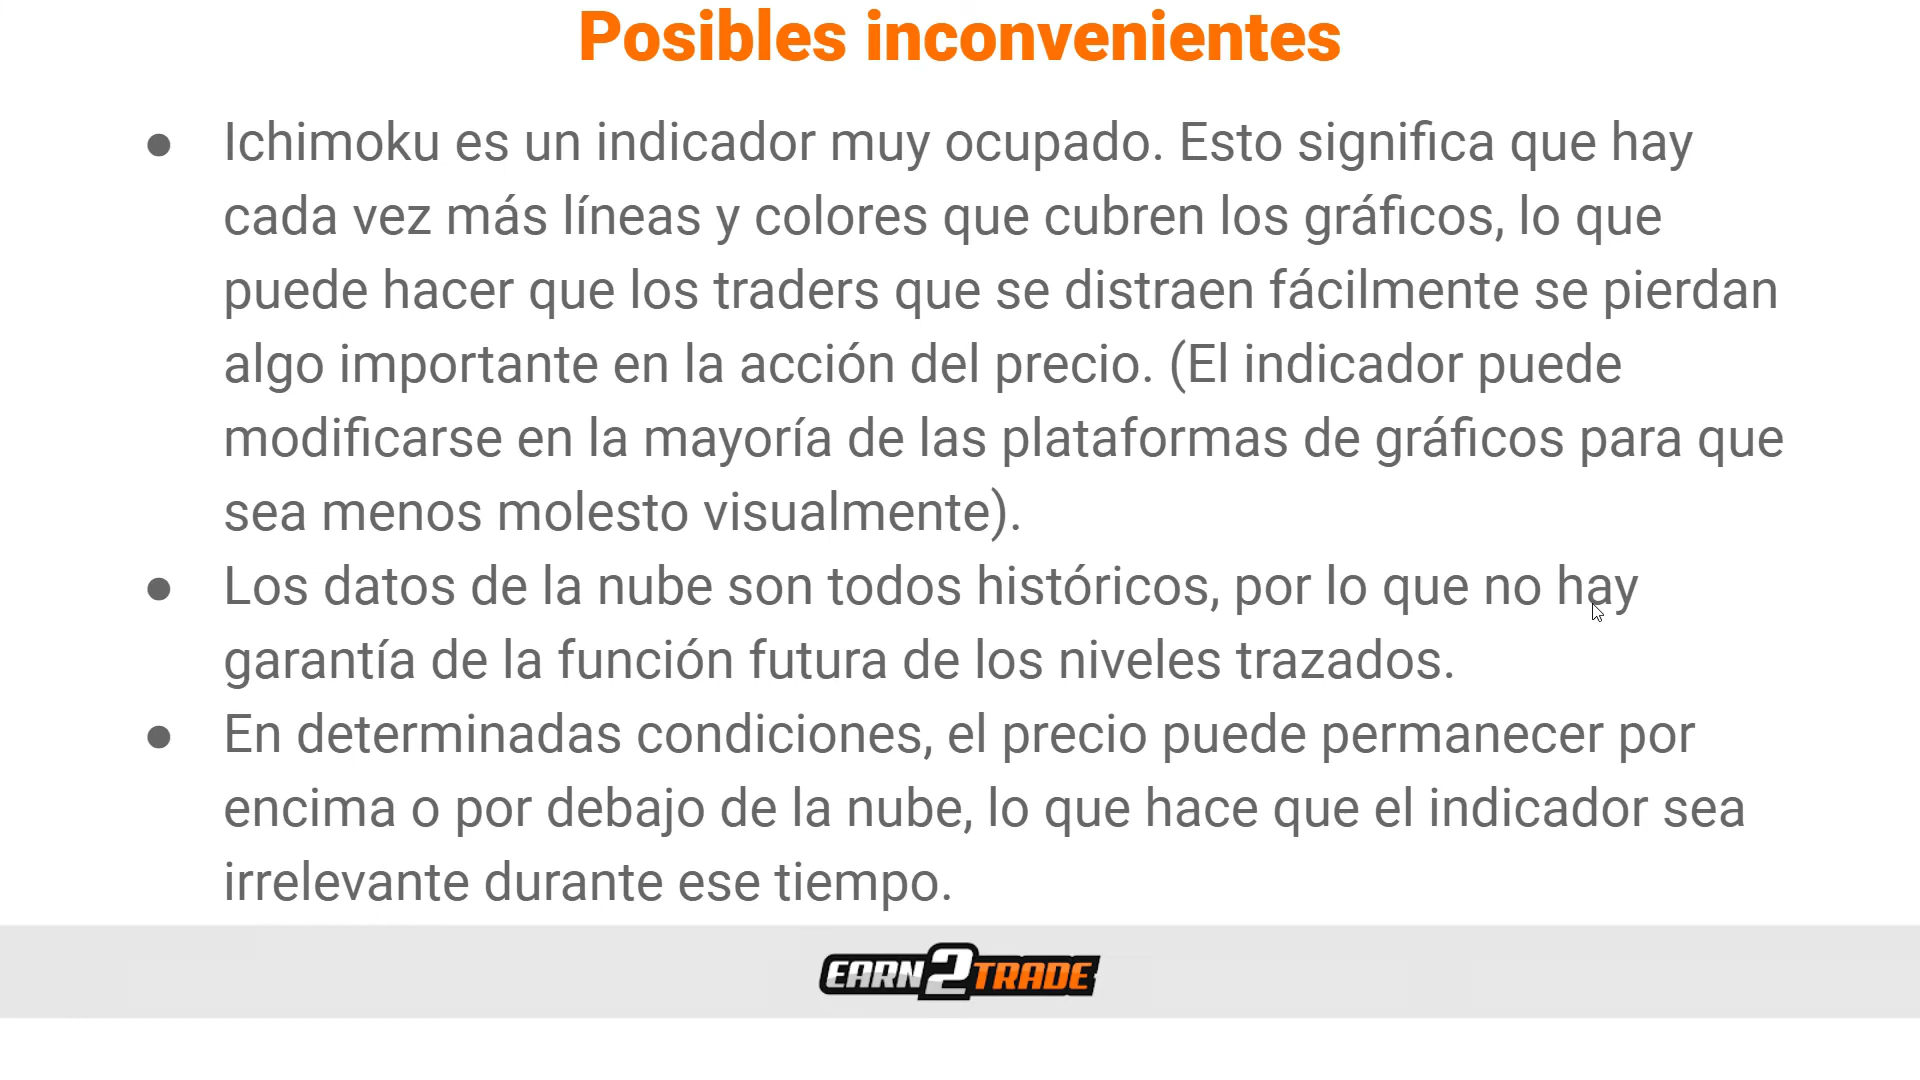 Posibles inconvenientes
● Ichimoku es un indicador muy ocupado. Esto significa que hay
cada vez más líneas y colores que cubren los gráficos, lo que
puede hacer que los traders que se distraen fácilmente se pierdan
algo importante en la acción del precio. (El indicador puede
modificarse en la mayoría de las plataformas de gráficos para que
sea menos molesto visualmente).
● Los datos de la nube son todos históricos, por lo que no hay
garantía de la función futura de los niveles trazados.
● En determinadas condiciones, el precio puede permanecer por
encima o por debajo de la nube, lo que hace que el indicador sea
irrelevante durante ese tiempo.
EARN2TRADE